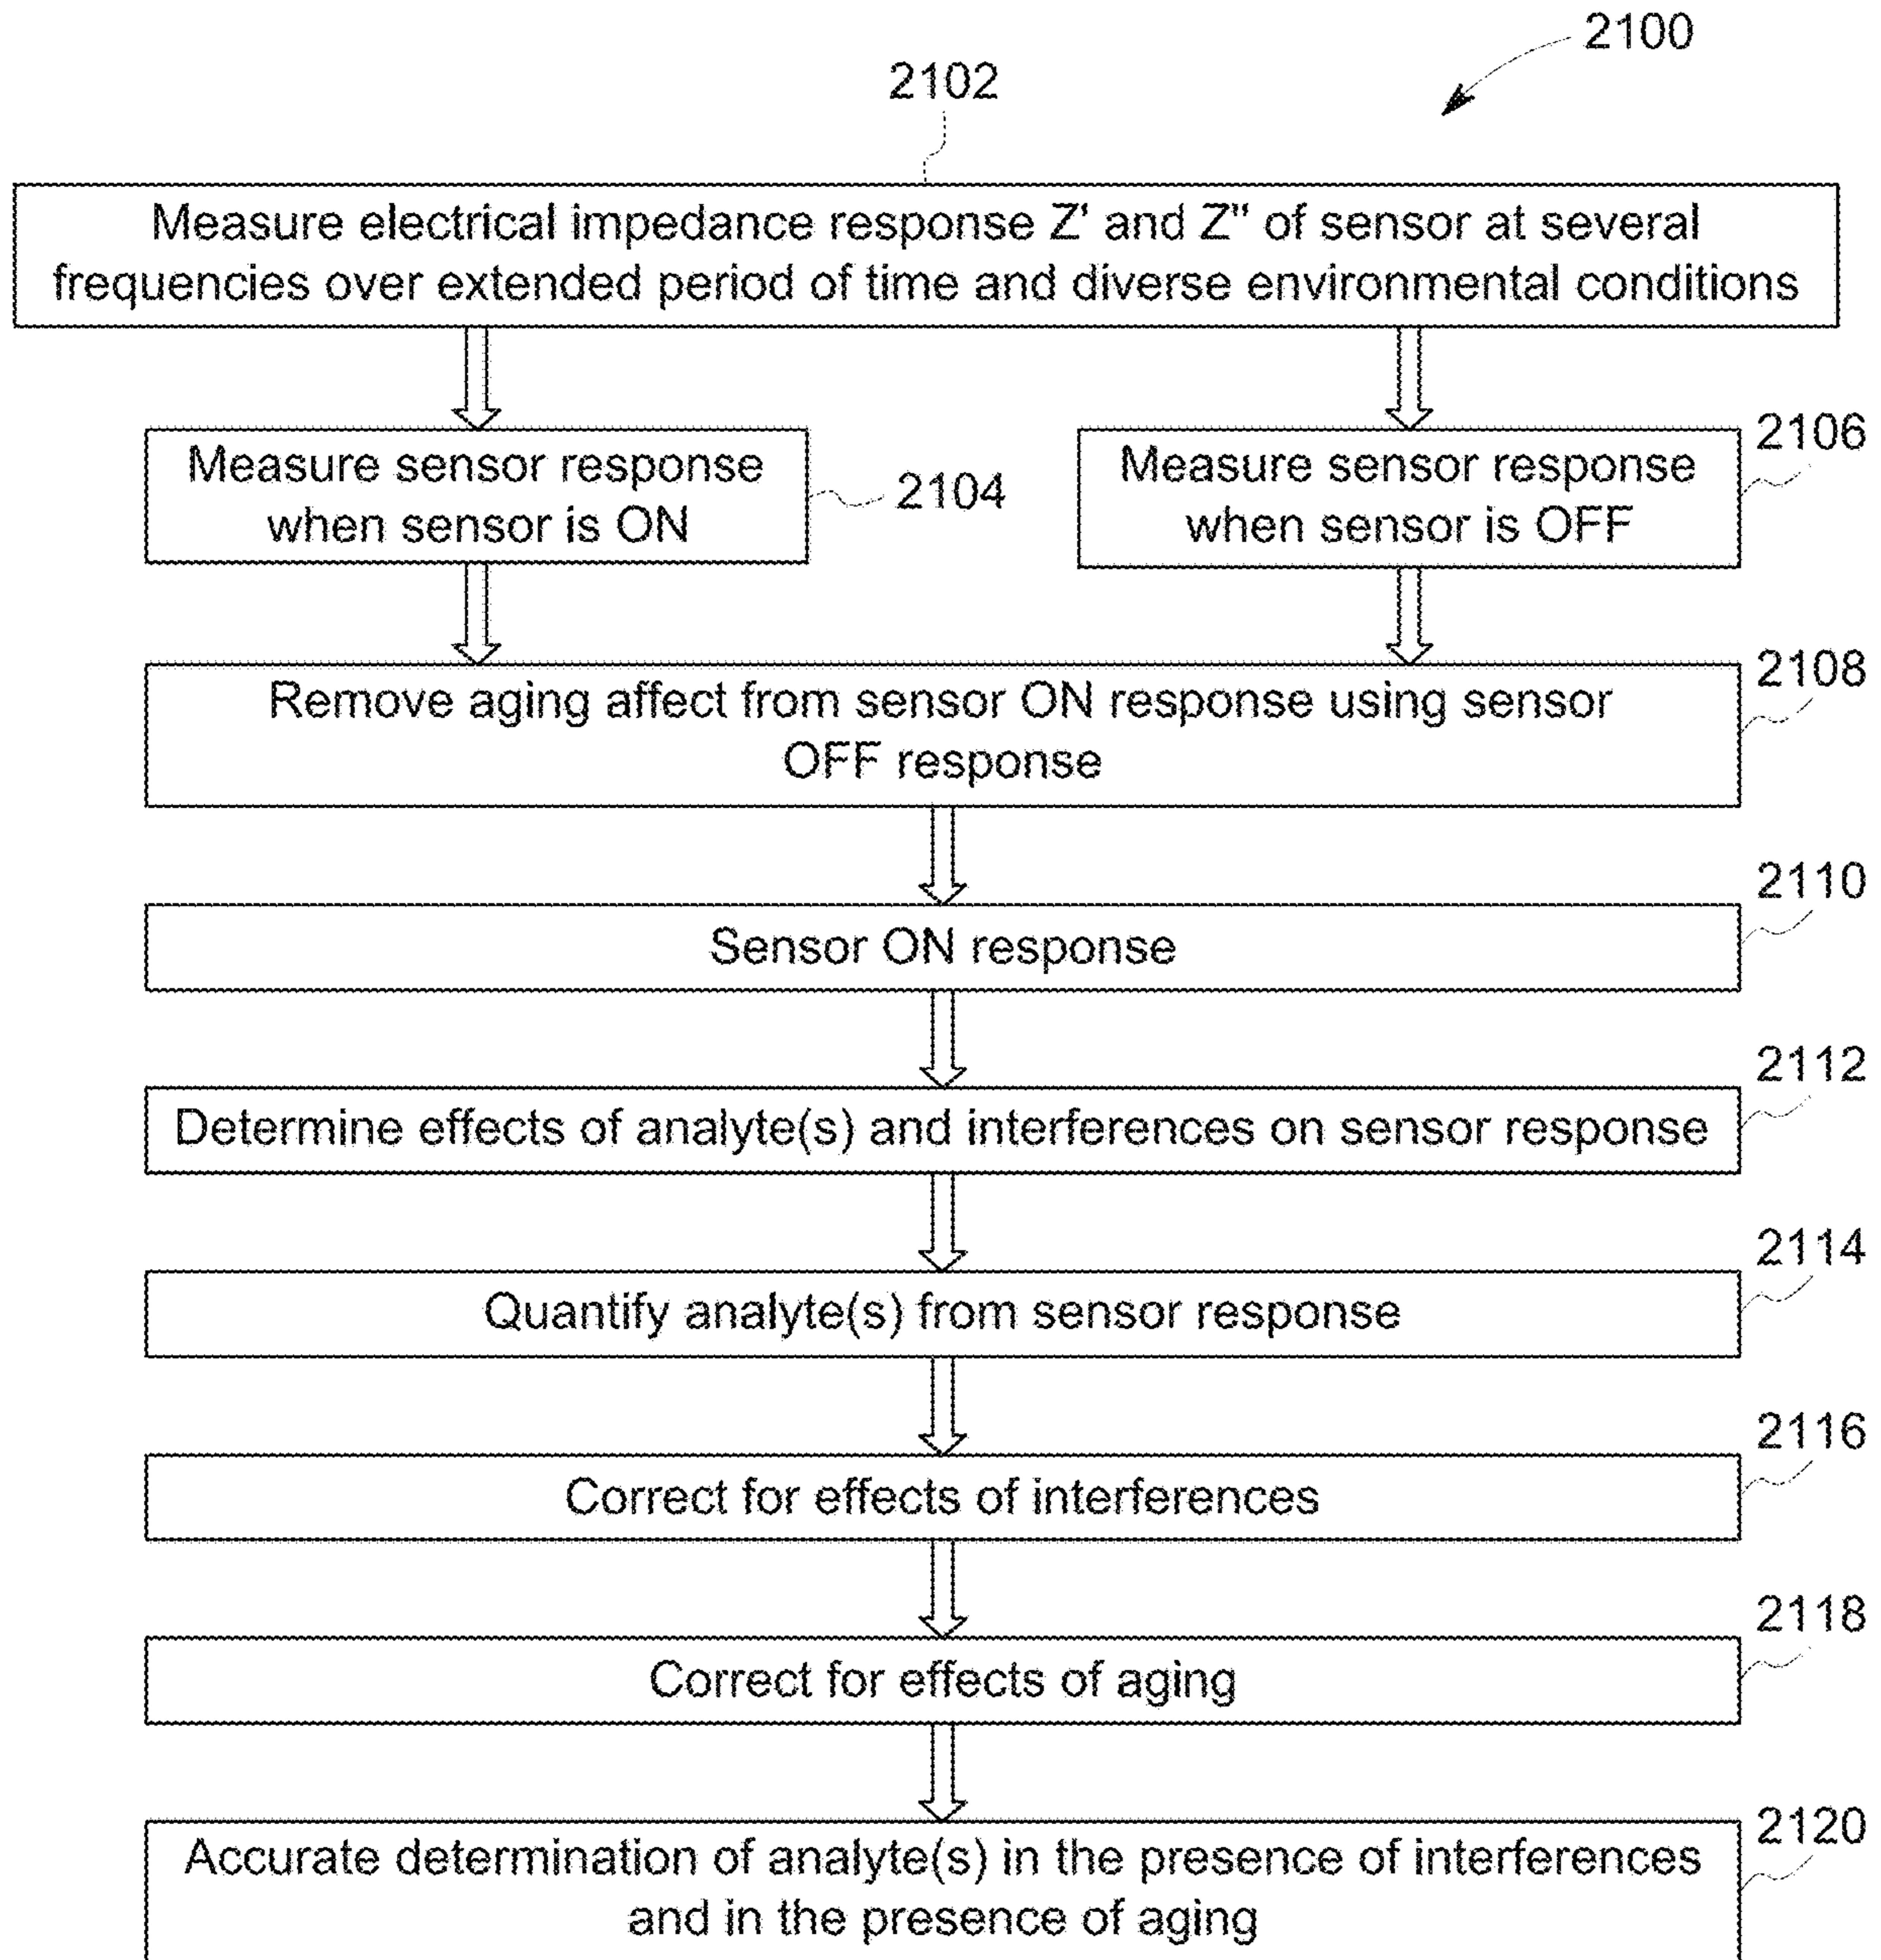 2100
2102
Measure electrical impedance response Z' and Z" of sensor at several
frequencies over extended period of time and diverse environmental conditions
Measure sensor response
when sensor is ON
2104
Measure sensor response
when sensor is OFF
2106
Remove aging affect from sensor ON response using sensor
OFF response
2108
Sensor ON response
2110
Determine effects of analyte(s) and interferences on sensor response
2112
Quantify analyte(s) from sensor response
2114
Correct for effects of interferences
2116
Correct for effects of aging
2118
Accurate determination of analyte(s) in the presence of interferences
and in the presence of aging
2120